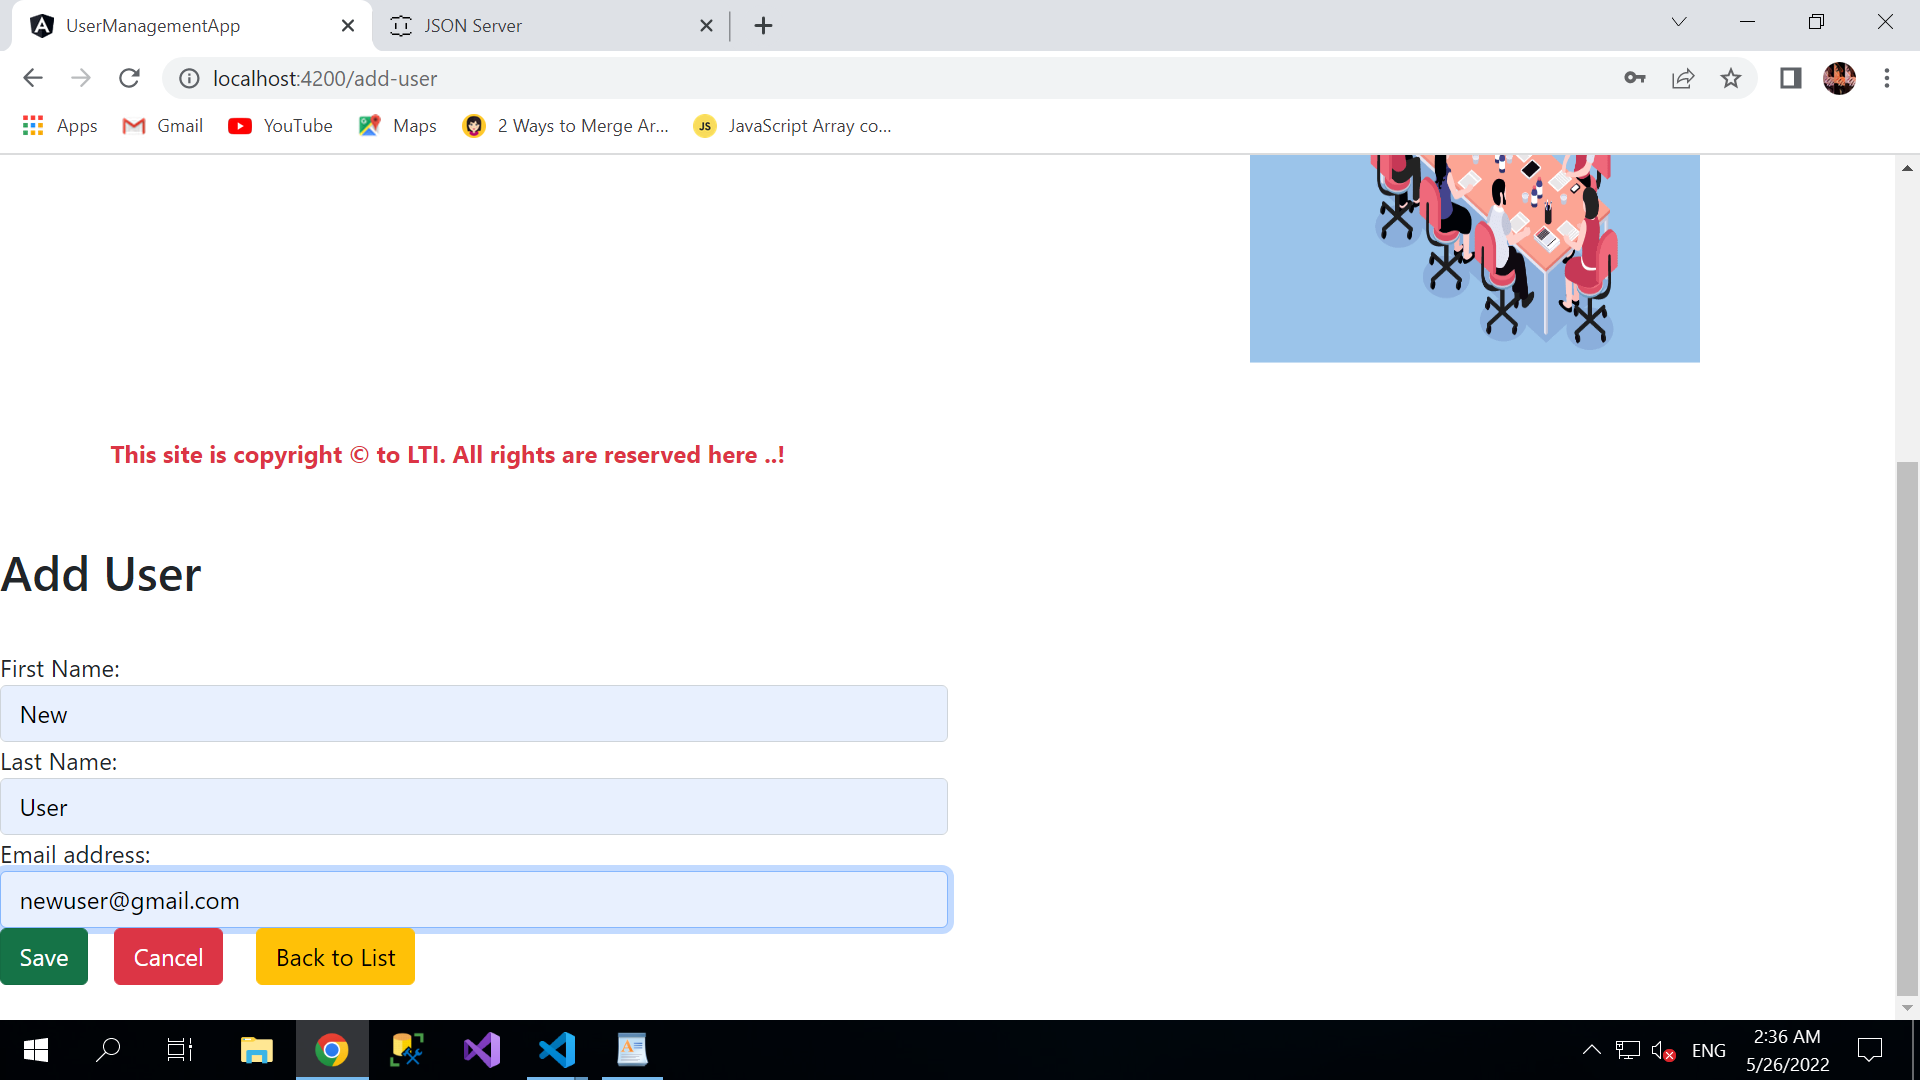 UserManagementApp
JSON Server
localhost:4200/add-user
Apps
Gmail
YouTube
Maps
2 Ways to Merge Ar...
JS
JavaScript Array co...
This site is copyright © to LTI. All rights are reserved here ..!
Add User
First Name:
New
Last Name:
User
Email address:
newuser@gmail.com
Save Cancel Back to List
ENG
2:36 AM
5/26/2022